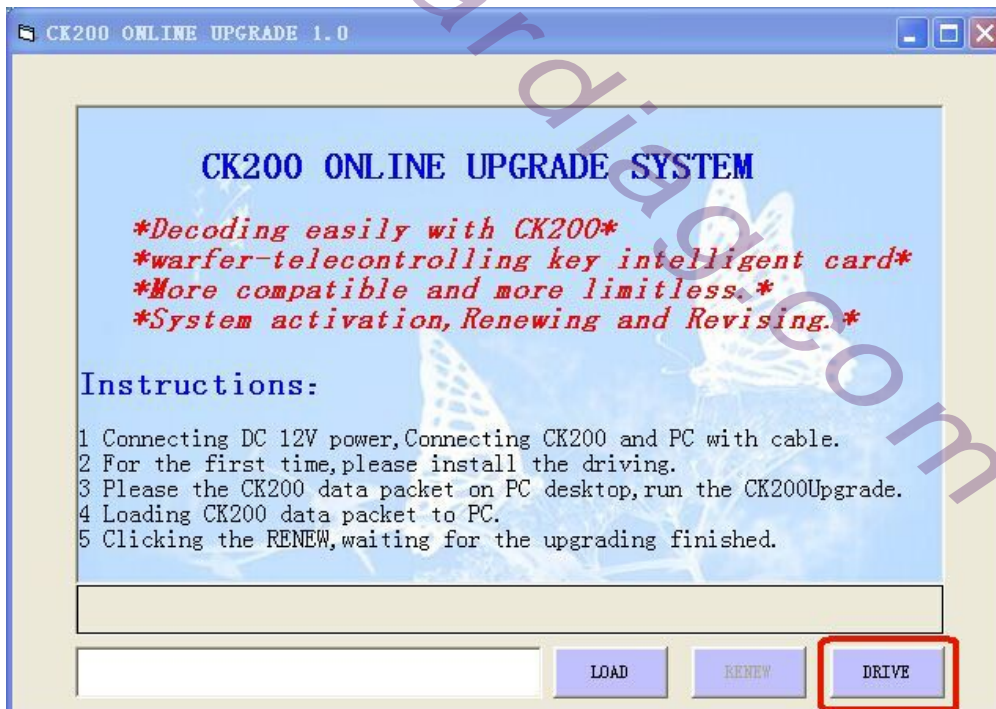 CK200 ONLINE UPGRADE 1.0
CK200 ONLINE UPGRADE SYSTEM
*Decoding easily with CK200*
*warfer-telecontrolling key intelligent card*
*More compatible and more limitless.*
*System activation,Renewing and Revising.*
Instructions:
1 Connecting DC 12V power,Connecting CK200 and PC with cable.
2 For the first time,please install the driving.
3 Please the CK200 data packet on PC desktop,run the CK200Upgrade.
4 Loading CK200 data packet to PC.
5 Clicking the RENEW,waiting for the upgrading finished.
LOAD RENEW DRIVE
ardiag.com